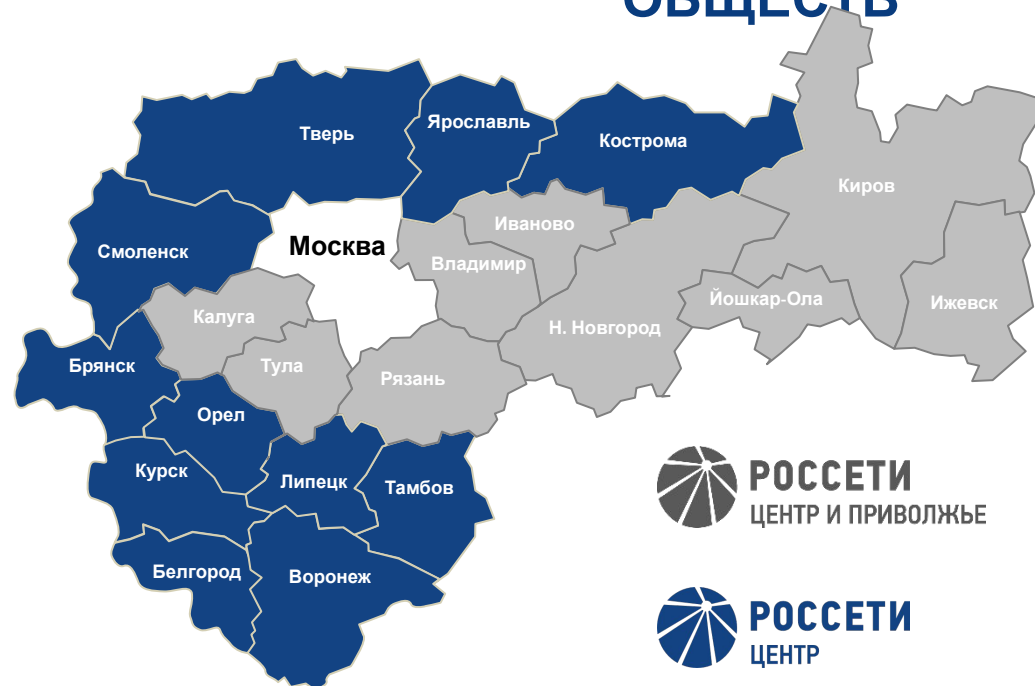 ОБЩЕСТВ
Тверь
Ярославль
Кострома
Киров
Иваново
Москва
Смоленск
Владимир
Йошкар-Ола
Ижевск
Калуга
Н. Новгород
Тула
Брянск
Рязань
Орел
Курск
Липецк
Тамбов
РОССЕТИ
ЦЕНТР И ПРИВОЛЖЬЕ
Белгород
Воронеж
РОССЕТИ
ЦЕНТР